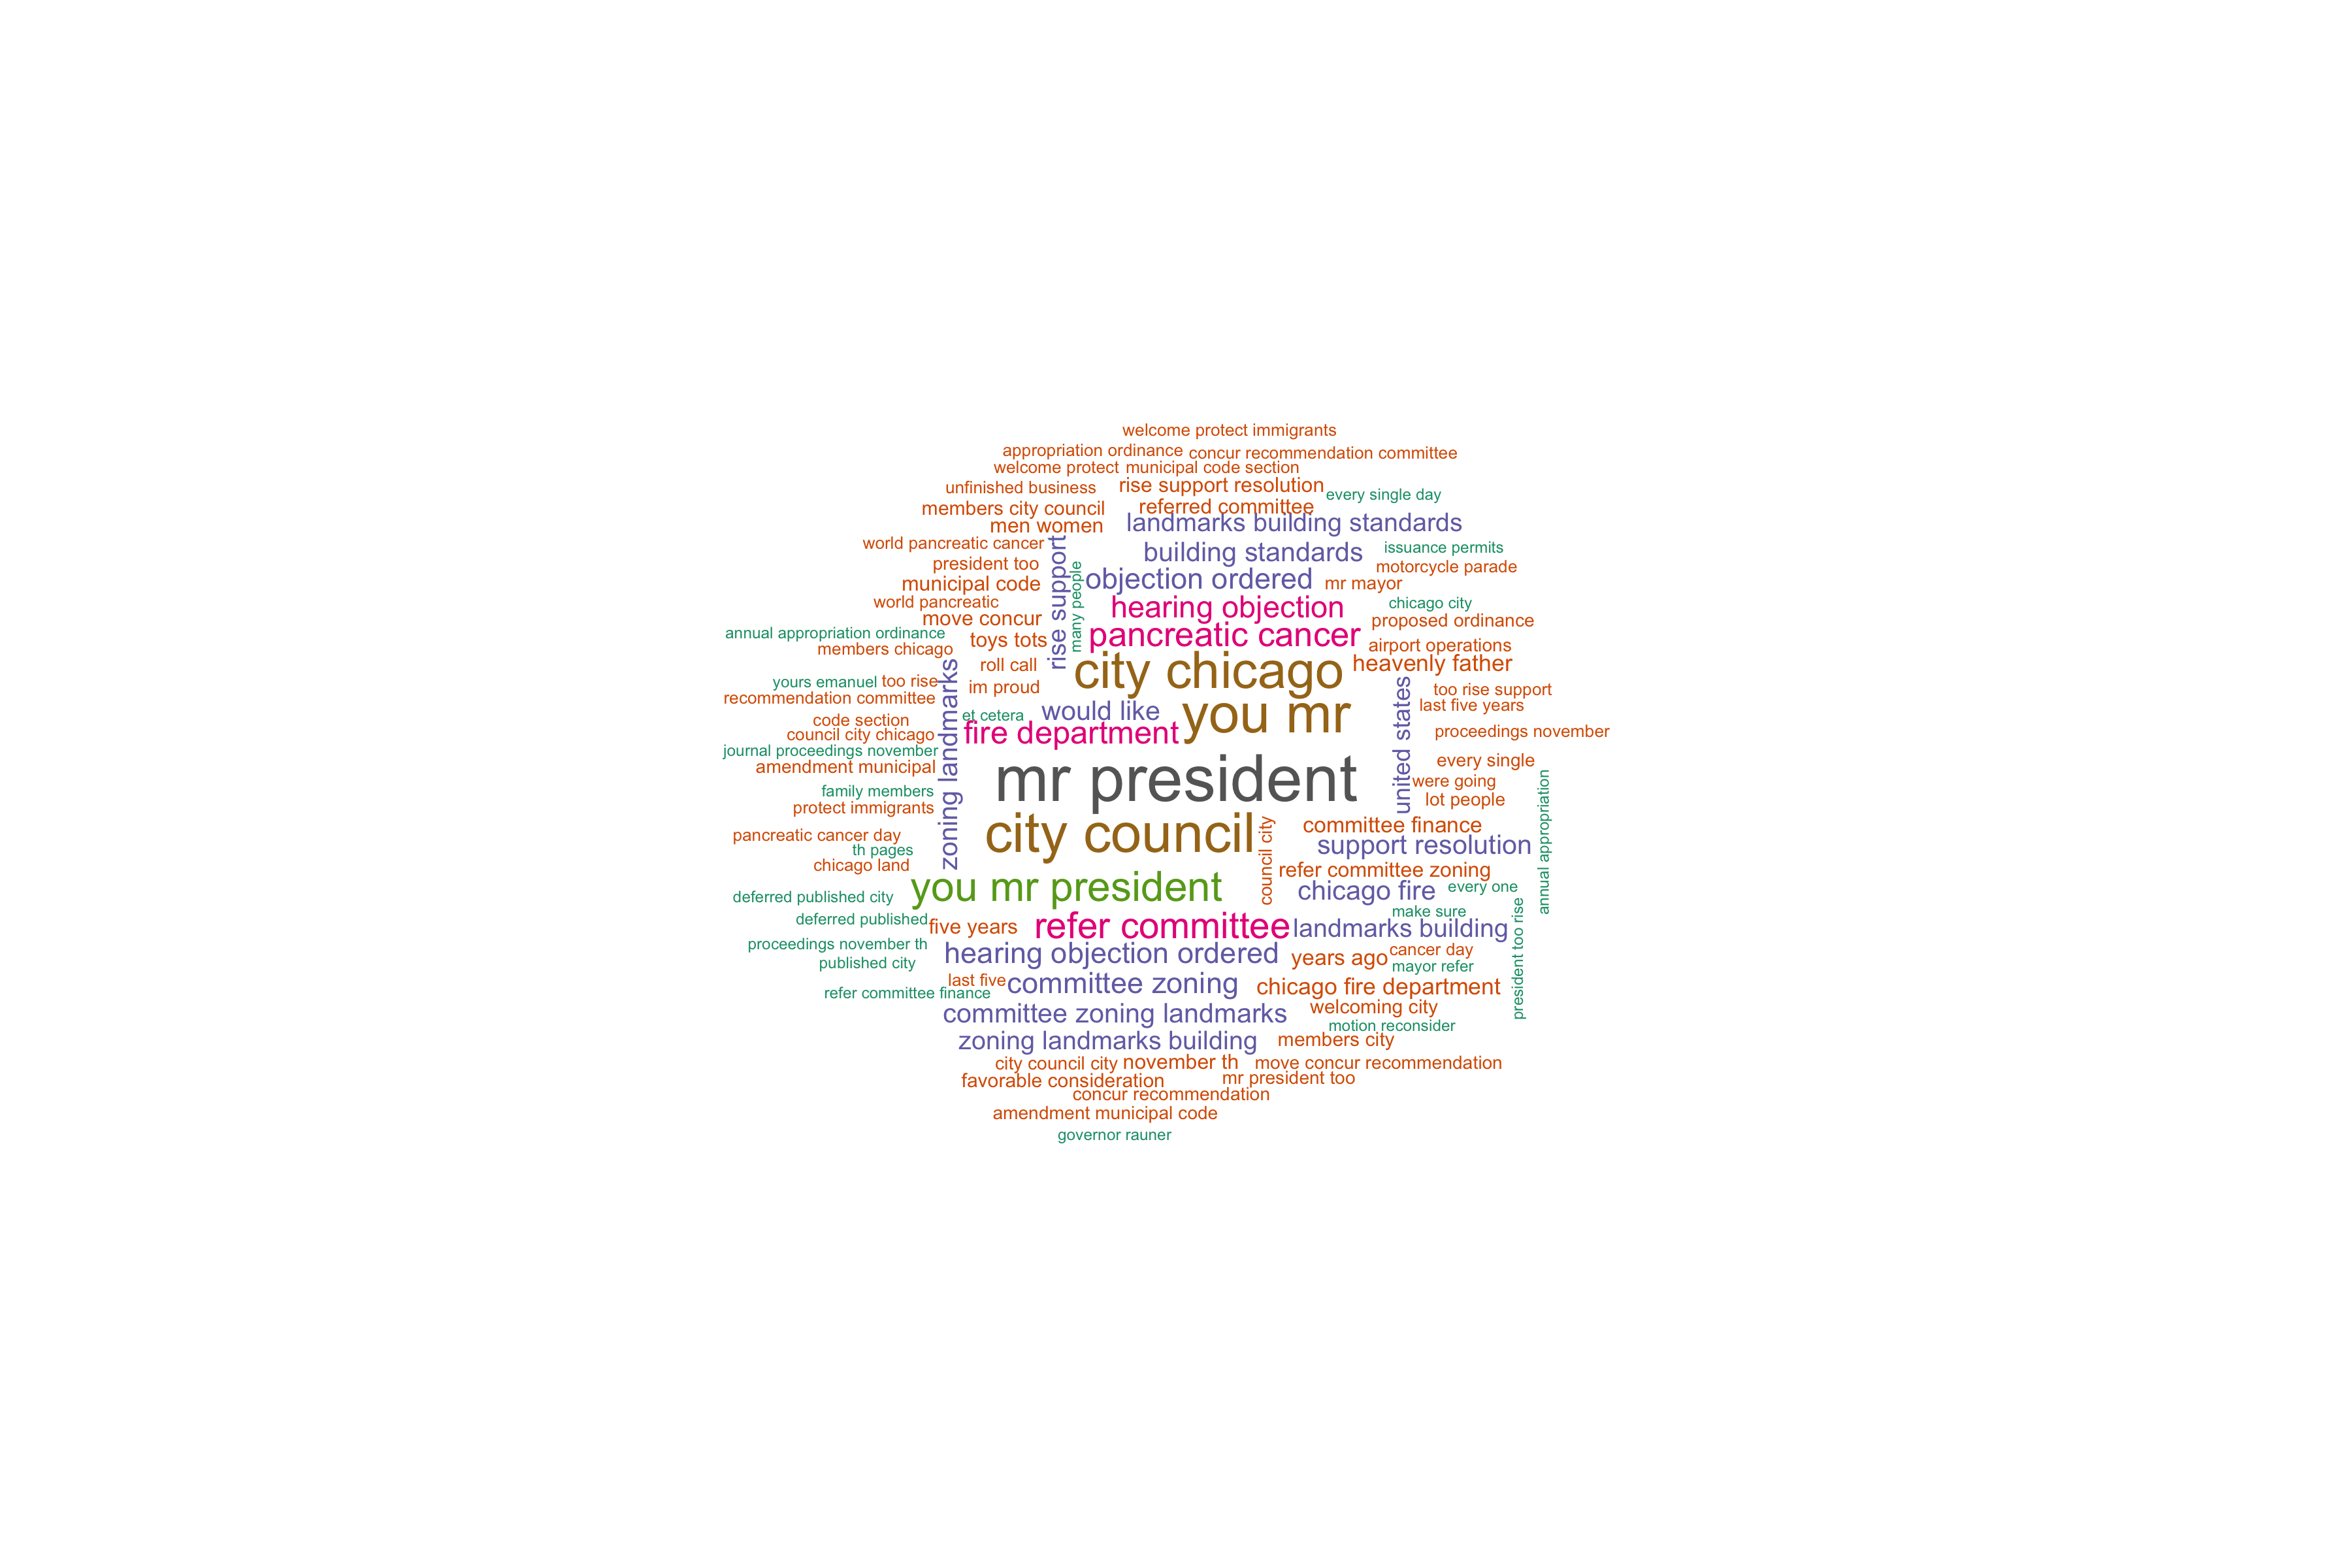 welcome protect immigrants
appropriation ordinance
concur recommendation committee
welcome protect
municipal code section
unfinished business
rise support resolution
every single day
members city council
referred committee
men women
landmarks building standards
world pancreatic cancer
rise support
building standards
issuance permits
president too
many people
motorcycle parade
municipal code
objection ordered
mr mayor
world pancreatic
hearing objection
chicago city
move concur
proposed ordinance
annual appropriation ordinance
toys tots
pancreatic cancer
airport operations
members chicago
roll call
city chicago
heavenly father
yours emanuel
too rise
zoning landmarks
im proud
united states
too rise support
recommendation committee
et cetera
would like
you mr
last five years
code section
council city chicago
fire department
proceedings november
journal proceedings november
amendment municipal
mr president
every single
were going
family members
lot people
annual appropriation
protect immigrants
pancreatic cancer day
city council
council city
committee finance
th pages
support resolution
chicago land
refer committee zoning
deferred published city
you mr president
chicago fire
every one
deferred published
five years
refer committee
landmarks building
make sure
president too rise
proceedings november th
hearing objection ordered
years ago
cancer day
published city
mayor refer
last five
committee zoning
chicago fire department
refer committee finance
welcoming city
committee zoning landmarks
motion reconsider
zoning landmarks building
members city
city council city
november th
move concur recommendation
favorable consideration
mr president too
concur recommendation
amendment municipal code
governor rauner